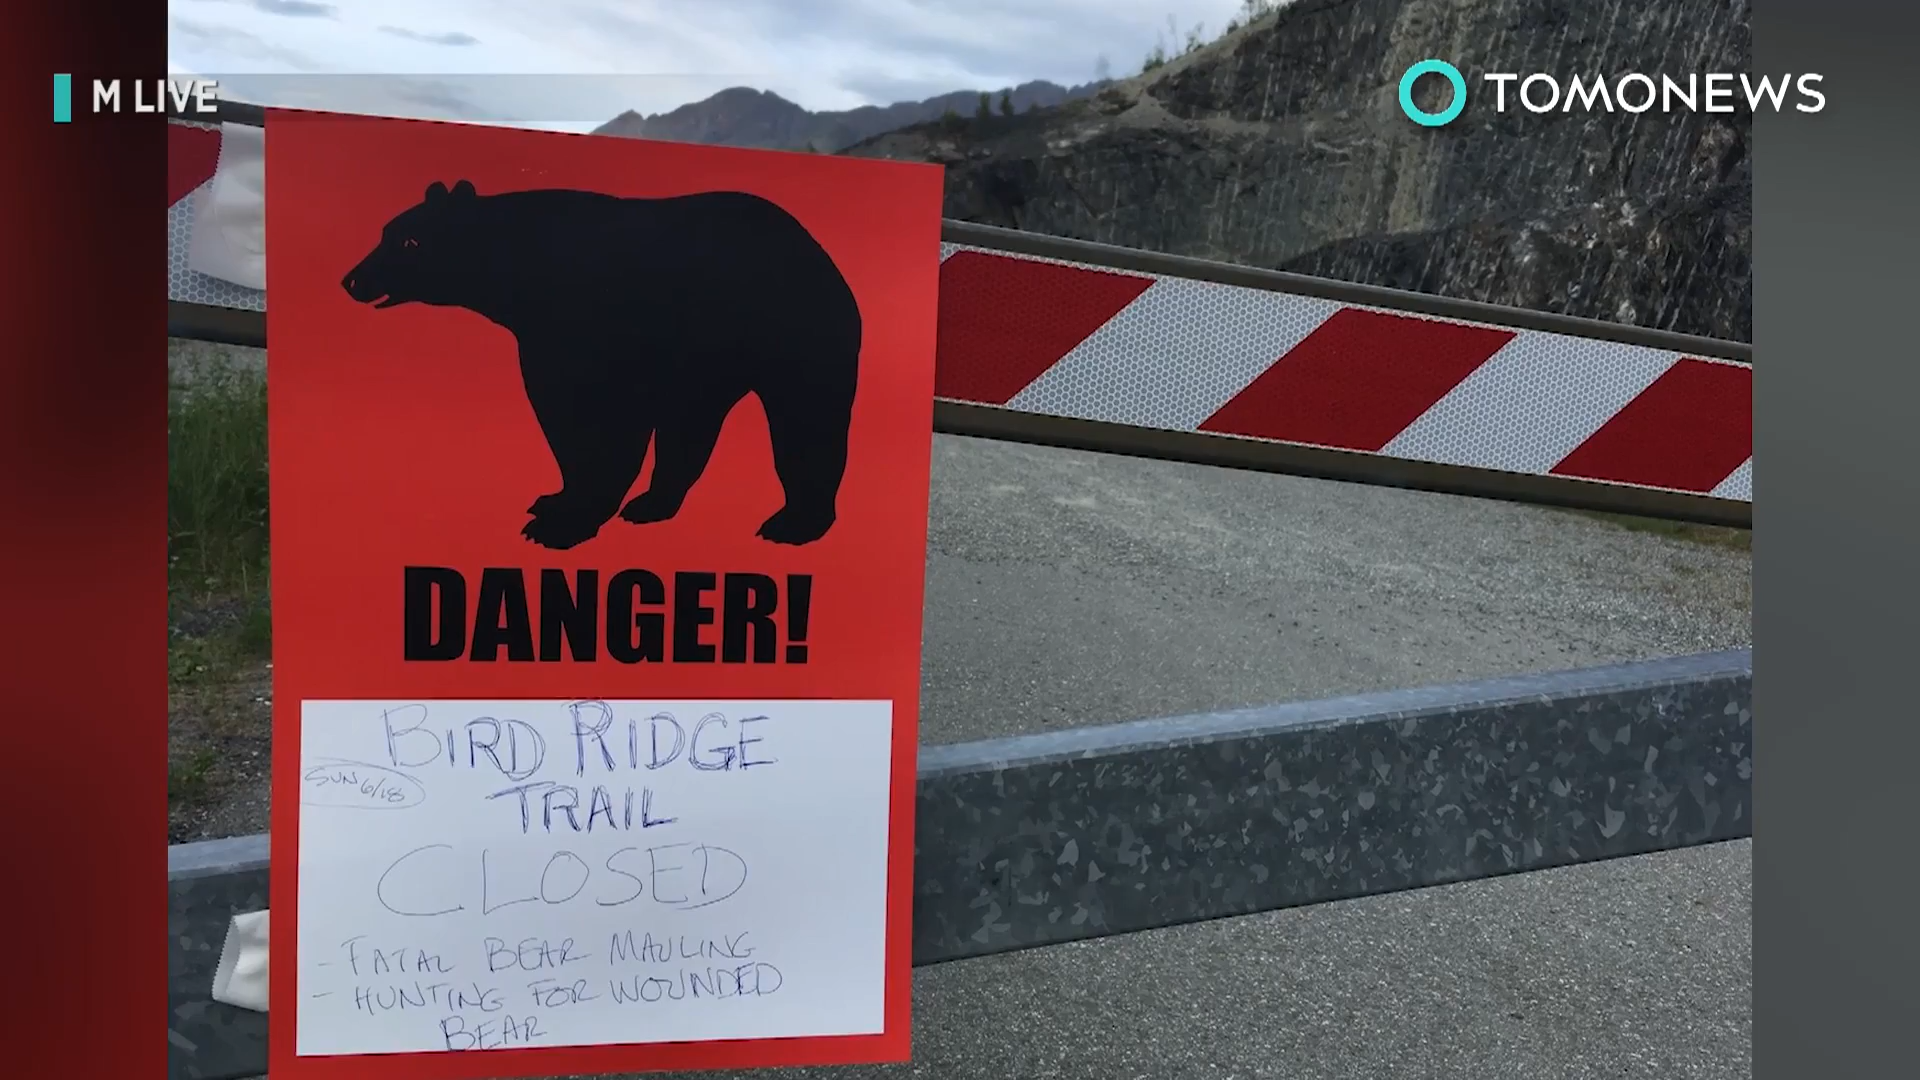 M LIVE
TOMONEWS
DANGER!
BIRD RIDGE
SUN 6/18
TRAIL
CLOSED
- FATAL BEAR MAULING
- HUNTING FOR WOUNDED
BEAR